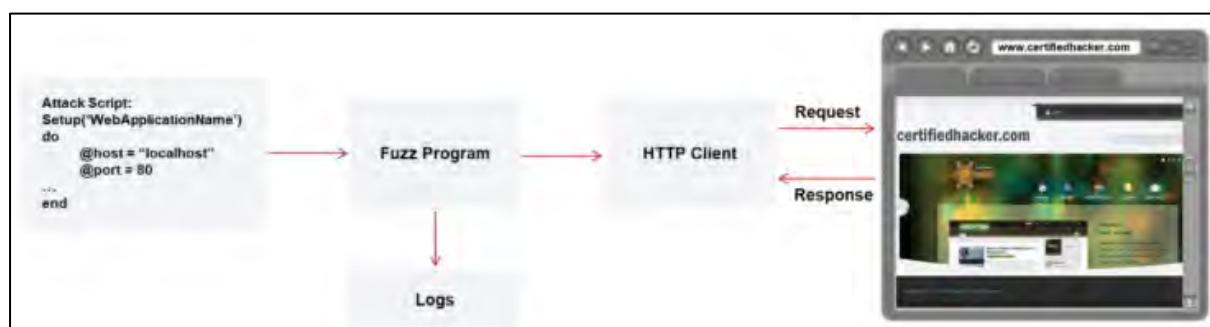 Attack Script:
Setup('WebApplicationName')
do
@host = "localhost"
@port = 80
...
end
Fuzz Program
Logs
HTTP Client
Request
Response
www.certifiedhacker.com
certifiedhacker.com